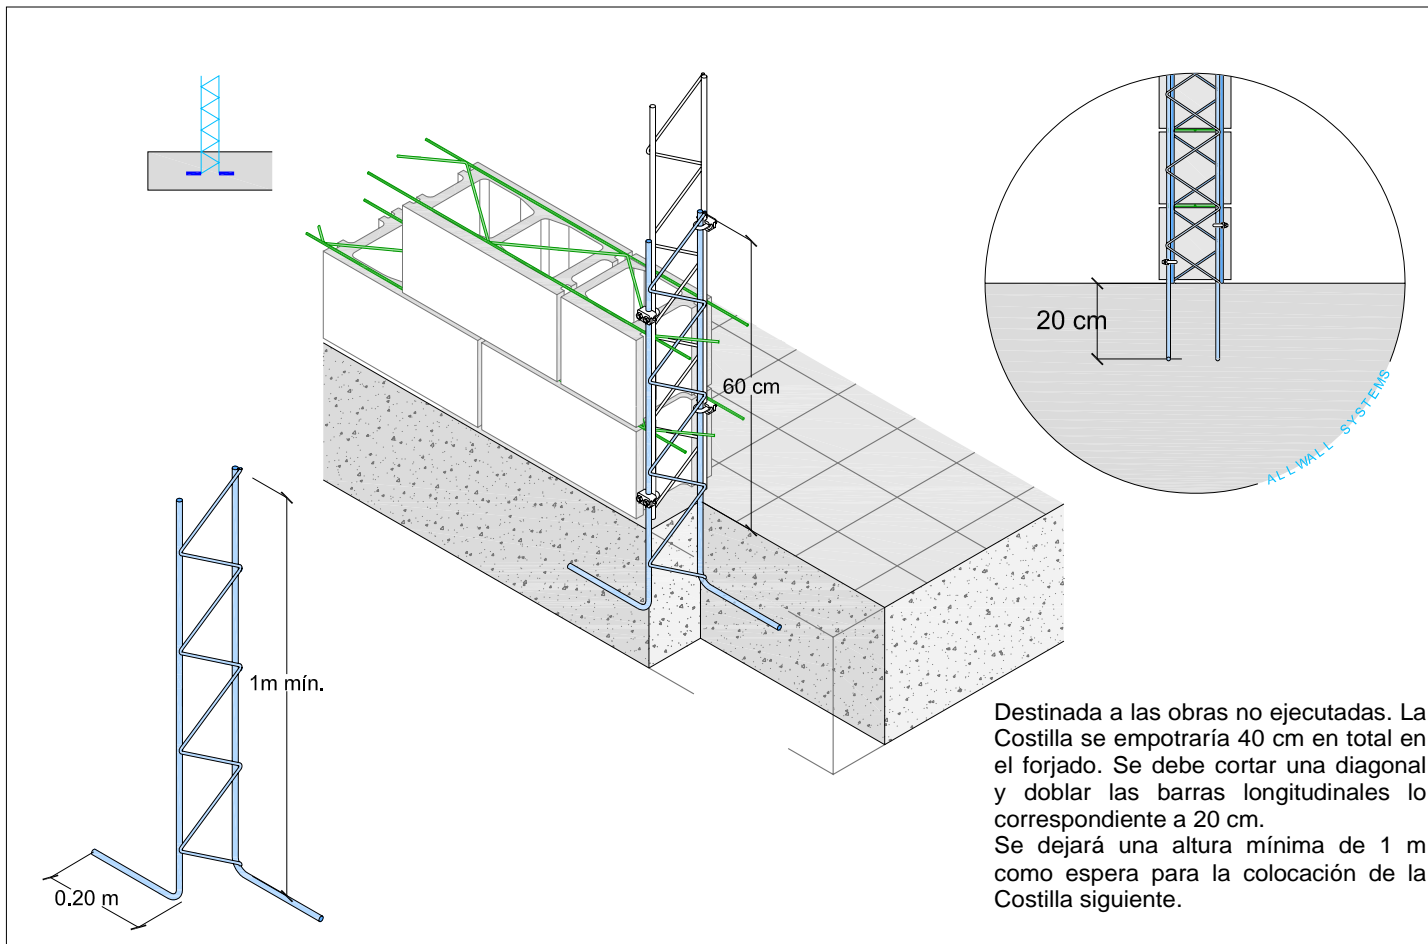 20 cm
60 cm
ALLWALL SYSTEMS
1m mín.
0.20 m
Destinada a las obras no ejecutadas. La
Costilla se empotraría 40 cm en total en
el forjado. Se debe cortar una diagonal
y doblar las barras longitudinales lo
correspondiente a 20 cm.
Se dejará una altura mínima de 1 m
como espera para la colocación de la
Costilla siguiente.